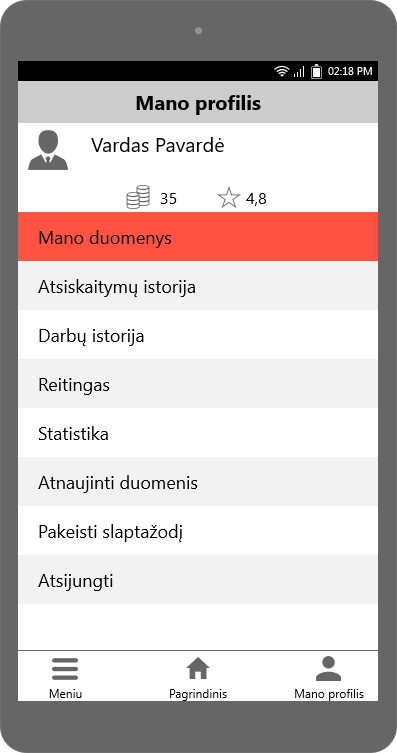 02:18 PM
Mano profilis
Vardas Pavardė
35 4,8
Mano duomenys
Atsiskaitymų istorija
Darbų istorija
Reitingas
Statistika
Atnaujinti duomenis
Pakeisti slaptažodį
Atsijungti
Meniu Pagrindinis Mano profilis